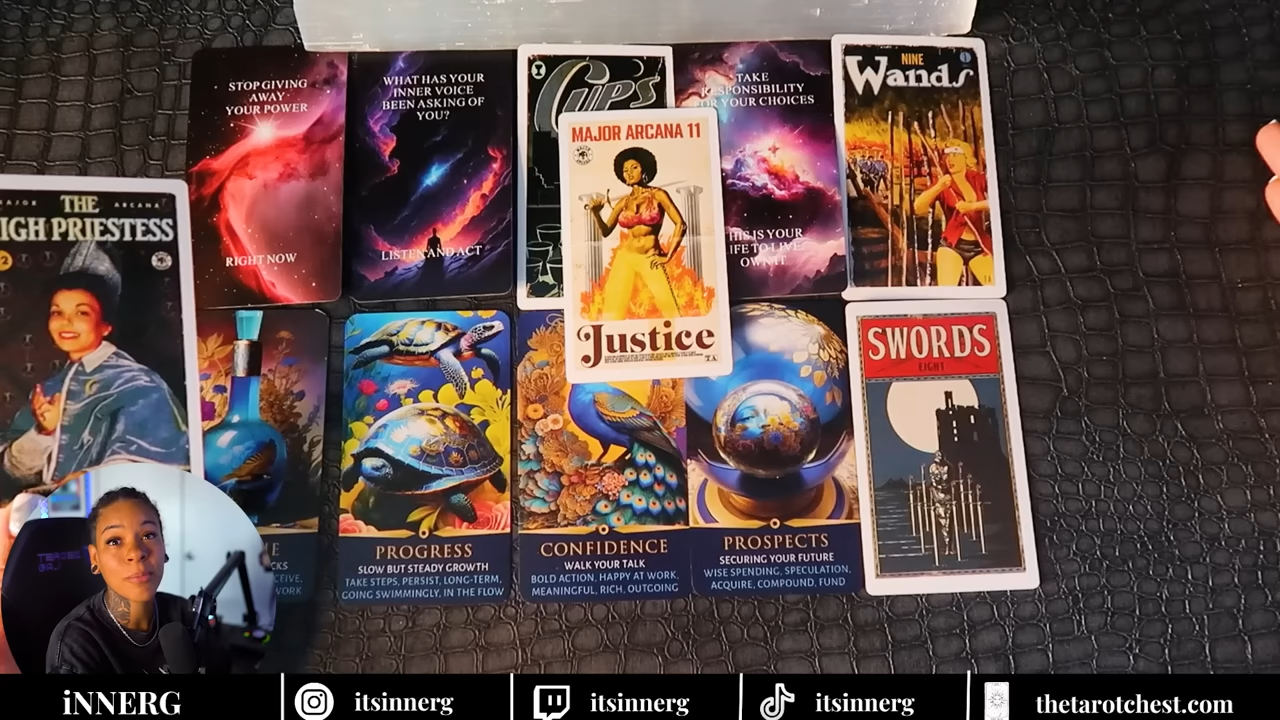 STOP GIVING
AWAY
YOUR POWER
RIGHT NOW
WHAT HAS YOUR
INNER VOICE
BEEN ASKING OF
YOU?
LISTEN AND ACT
CUPS
TAKE
RESPONSIBILITY
YOUR CHOICES
THIS IS YOUR
LIFE TO LIVE.
OWN IT
NINE
Wands
MAJOR ARCANA 11
Justice
MAJOR ARCANA
THE
HIGH PRIESTESS
2
PROGRESS
SLOW BUT STEADY GROWTH
TAKE STEPS, PERSIST, LONG-TERM,
GOING SWIMMINGLY, IN THE FLOW
CONFIDENCE
WALK YOUR TALK
BOLD ACTION, HAPPY AT WORK,
MEANINGFUL, RICH, OUTGOING
PROSPECTS
SECURING YOUR FUTURE
WISE SPENDING, SPECULATION,
ACQUIRE, COMPOUND, FUND
SWORDS
EIGHT
iNNERG
itsinnerg
itsinnerg
itsinnerg
thetarotchest.com